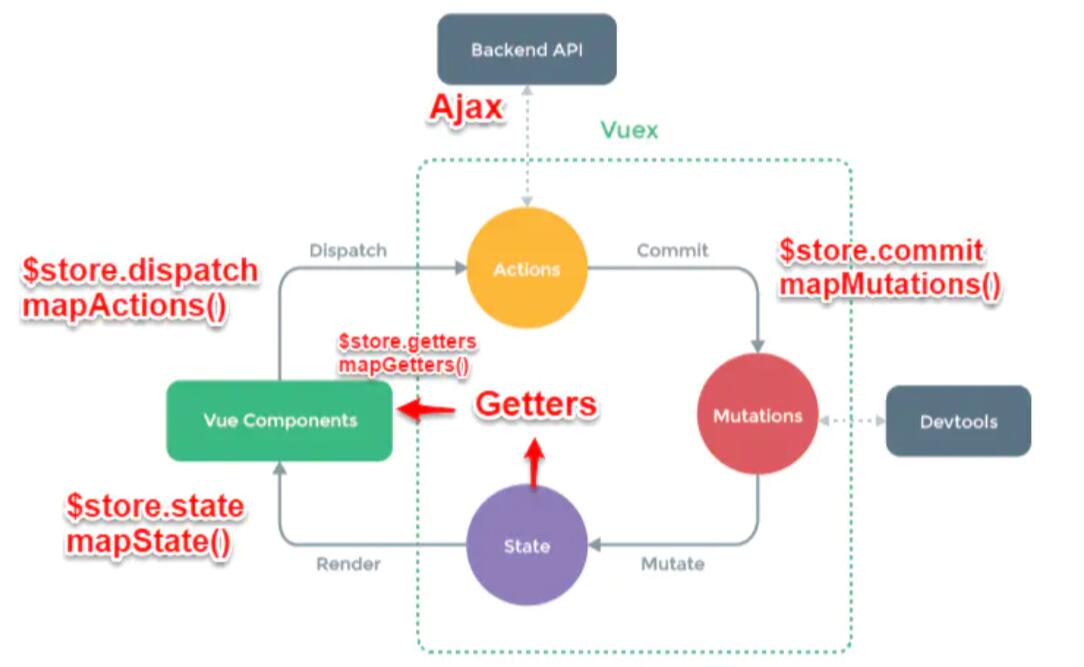 Backend API
Ajax
Vuex
Dispatch
Commit
$store.dispatch
mapActions()
Actions
$store.commit
mapMutations()
$store.getters
mapGetters()
Getters
Vue Components
Mutations
Devtools
$store.state
mapState()
State
Render
Mutate